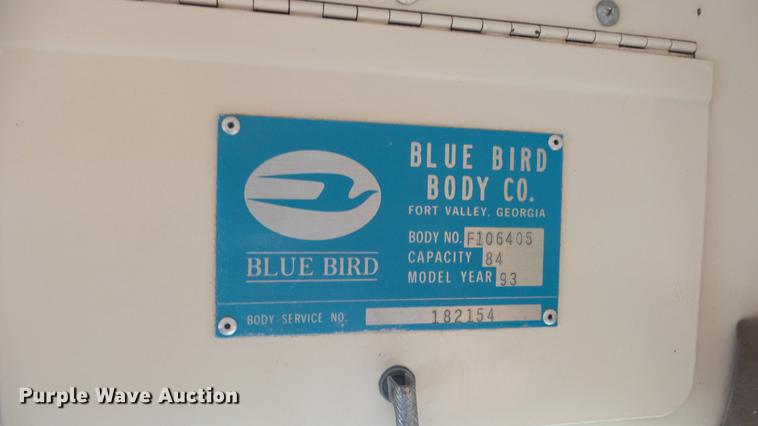 BLUE BIRD
BODY CO.
FORT VALLEY, GEORGIA
BODY NO. F106405
CAPACITY 84
MODEL YEAR 93
BLUE BIRD
BODY SERVICE NO. 182154
Purple Wave Auction